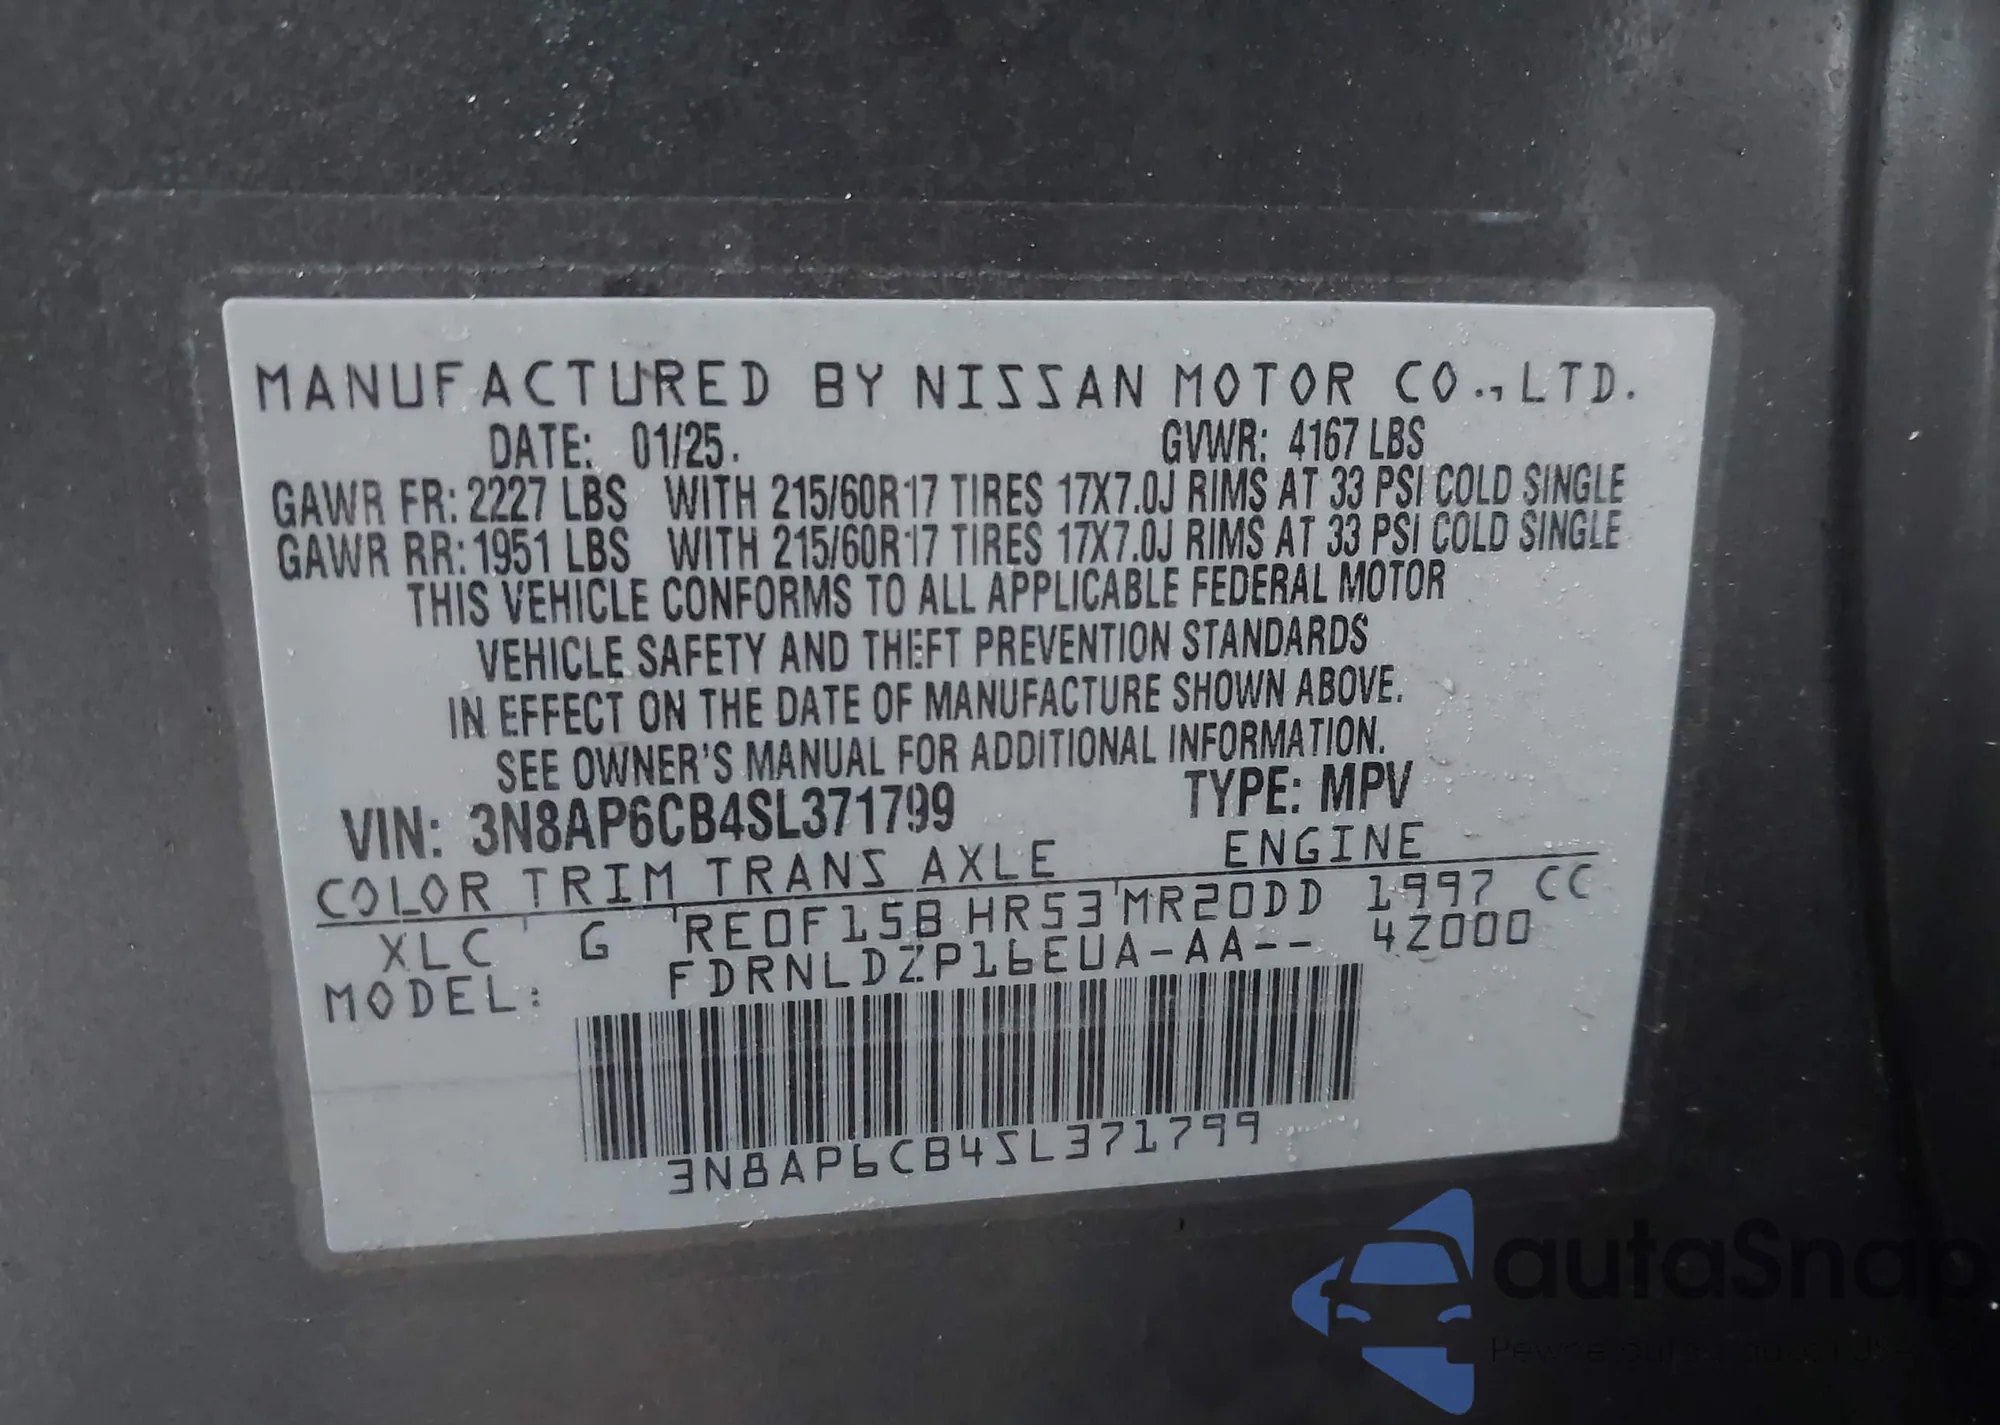 MANUFACTURED BY NISSAN MOTOR CO., LTD.
DATE: 01/25. GVWR: 4167 LBS
GAWR FR: 2227 LBS WITH 215/60R17 TIRES 17X7.0J RIMS AT 33 PSI COLD SINGLE
GAWR RR: 1951 LBS WITH 215/60R17 TIRES 17X7.0J RIMS AT 33 PSI COLD SINGLE
THIS VEHICLE CONFORMS TO ALL APPLICABLE FEDERAL MOTOR
VEHICLE SAFETY AND THEFT PREVENTION STANDARDS
IN EFFECT ON THE DATE OF MANUFACTURE SHOWN ABOVE.
SEE OWNER'S MANUAL FOR ADDITIONAL INFORMATION.
VIN: 3N8AP6CB4SL371799 TYPE: MPV
COLOR TRIM TRANS AXLE ENGINE
XLC G RE0F15B HR53 MR20DD 1997 CC
MODEL: FDRNLDZP16EUA-AA-- 42000
3N8AP6CB4SL371799
autaSnap